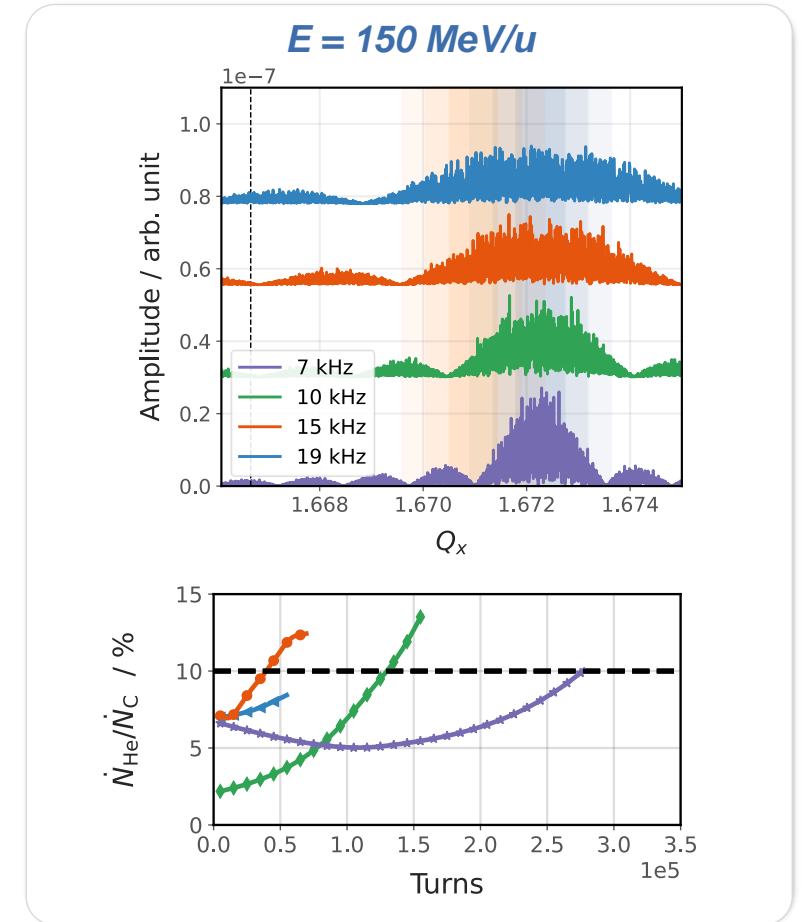 E = 150 MeV/u
1e−7
1.0
0.8
0.6
0.4
0.2
0.0
Amplitude / arb. unit
7 kHz
10 kHz
15 kHz
19 kHz
1.668 1.670 1.672 1.674
Qₓ
15
10
5
0
Ṅ_He/Ṅ_C / %
0.0 0.5 1.0 1.5 2.0 2.5 3.0 3.5
1e5
Turns